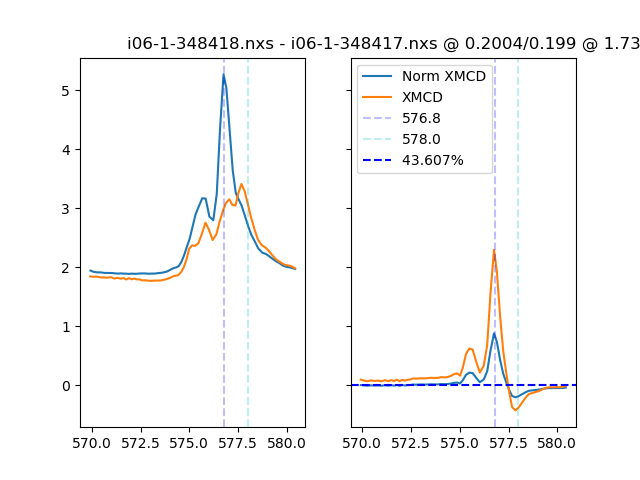 i06-1-348418.nxs - i06-1-348417.nxs @ 0.2004/0.199 @ 1.73
5
4
3
2
1
0
570.0 572.5 575.0 577.5 580.0
Norm XMCD
XMCD
576.8
578.0
43.607%
570.0 572.5 575.0 577.5 580.0